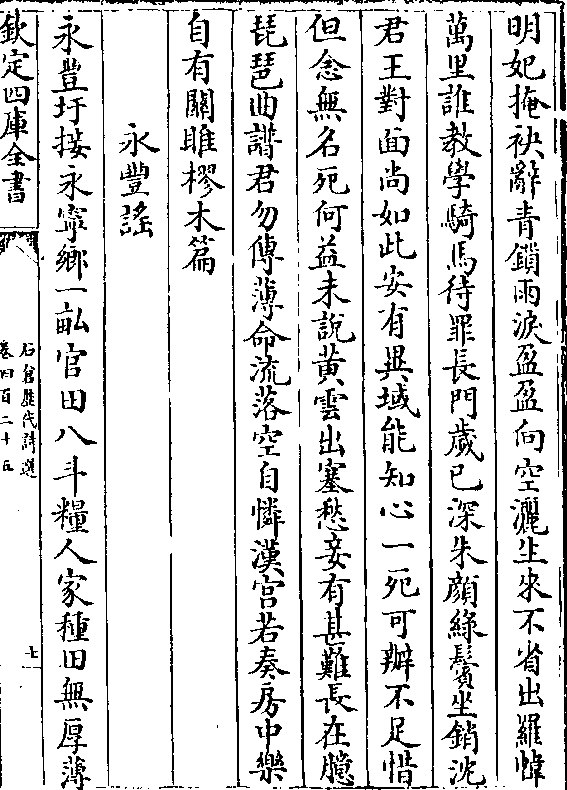 明妃掩袂辭青鎖兩淚盈盈向空灑生來不省出羅幃
萬里誰教學騎馬待罪長門歲已深朱顔綠鬢坐銷沈
君王對面尚如此安有異域能知心一死可辦不足惜
但念無名死何益未說黄雲出塞愁妾有甚難長在臆
琵琶曲譜君勿傳薄命流落空自憐漢宫若奏房中樂
自有關雎樛木篇
永豐謠
永豐圩接永寧鄉一畝官田八斗糧人家種田無厚薄
欽定四庫全書
石倉歷代詩選
卷四百二十五
七